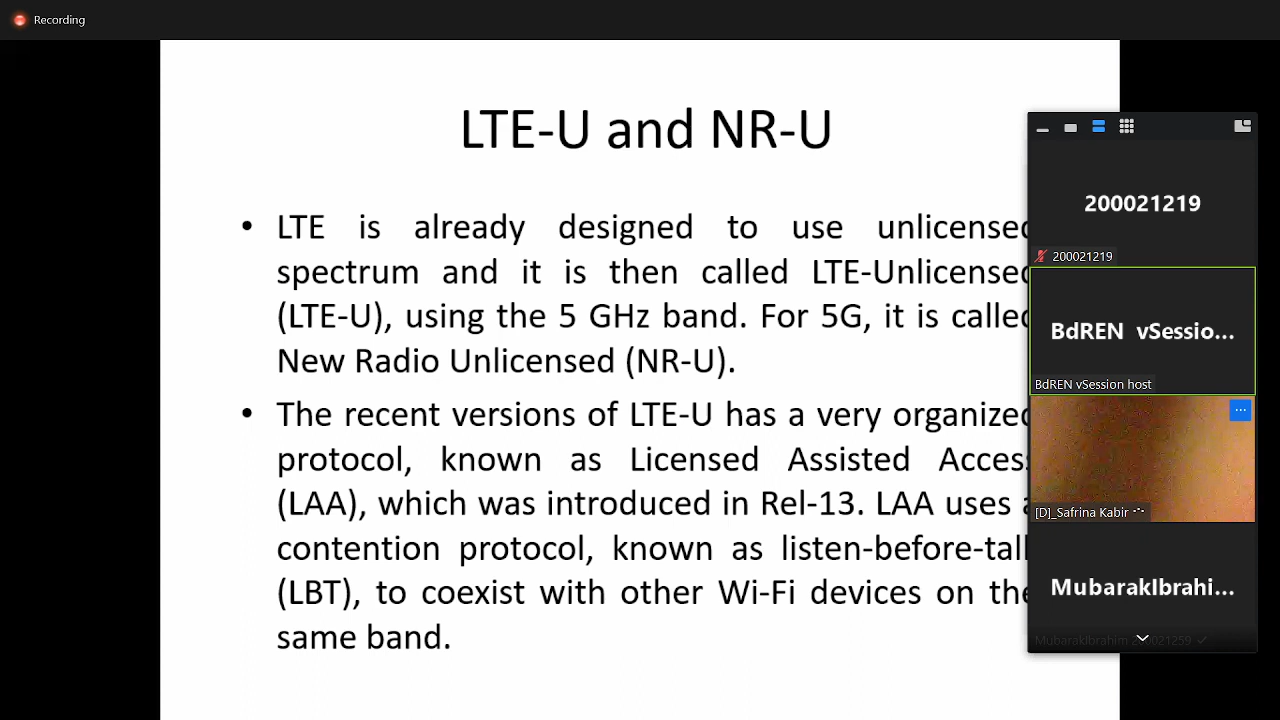 Recording
LTE-U and NR-U
• LTE is already designed to use unlicensed
spectrum and it is then called LTE-Unlicensed
(LTE-U), using the 5 GHz band. For 5G, it is called
New Radio Unlicensed (NR-U).
• The recent versions of LTE-U has a very organized
protocol, known as Licensed Assisted Access
(LAA), which was introduced in Rel-13. LAA uses a
contention protocol, known as listen-before-talk
(LBT), to coexist with other Wi-Fi devices on the
same band.
200021219
200021219
BdREN vSessio...
BdREN vSession host
[D]_Safrina Kabir
MubarakIbrahi...
MubarakIbrahim 200021259